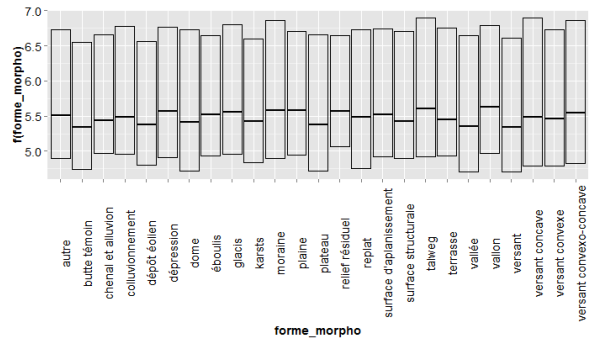 f(forme_morpho)
7.0
6.5
6.0
5.5
5.0
autre
butte témoin
chenal et alluvion
colluvionnement
dépôt éolien
dépression
dome
éboulis
glacis
karsts
moraine
plaine
plateau
relief résiduel
replat
surface d'aplanissement
surface structurale
talweg
terrasse
vallée
vallon
versant
versant concave
versant convexe
versant convexo-concave
forme_morpho